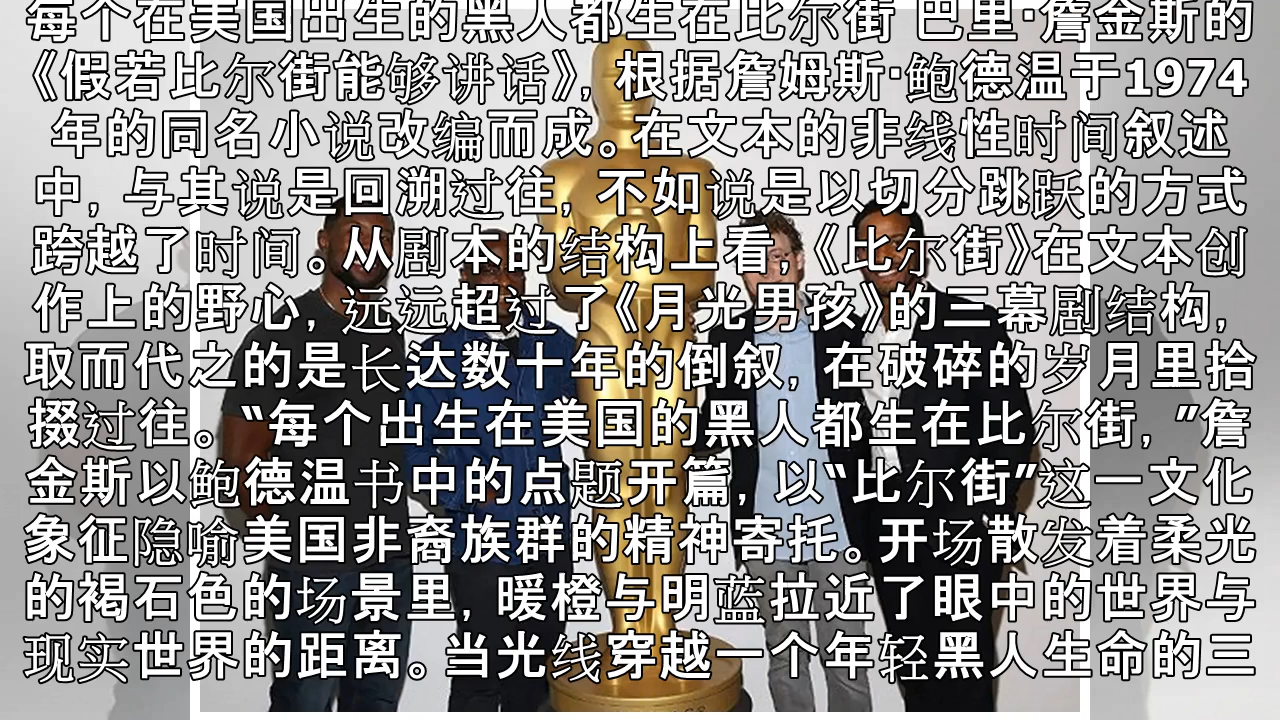 每个在美国出生的黑人都生在比尔街 巴里·詹金斯的
《假若比尔街能够讲话》, 根据詹姆斯·鲍德温于1974
年的同名小说改编而成。在文本的非线性时间叙述
中, 与其说是回溯过往, 不如说是以切分跳跃的方式
跨越了时间。从剧本的结构上看,《比尔街》在文本创
作上的野心, 远远超过了《月光男孩》的三幕剧结构,
取而代之的是长达数十年的倒叙, 在破碎的岁月里拾
掇过往。“每个出生在美国的黑人都生在比尔街, ”詹
金斯以鲍德温书中的点题开篇, 以“比尔街”这一文化
象征隐喻美国非裔族群的精神寄托。开场散发着柔光
的褐石色的场景里, 暖橙与明蓝拉近了眼中的世界与
现实世界的距离。当光线穿越一个年轻黑人生命的三